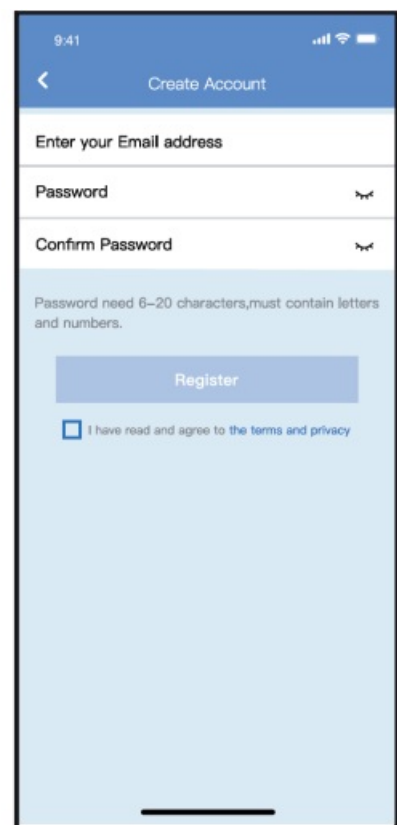 9:41
Create Account
Enter your Email address
Password
Confirm Password
Password need 6–20 characters,must contain letters
and numbers.
Register
I have read and agree to the terms and privacy